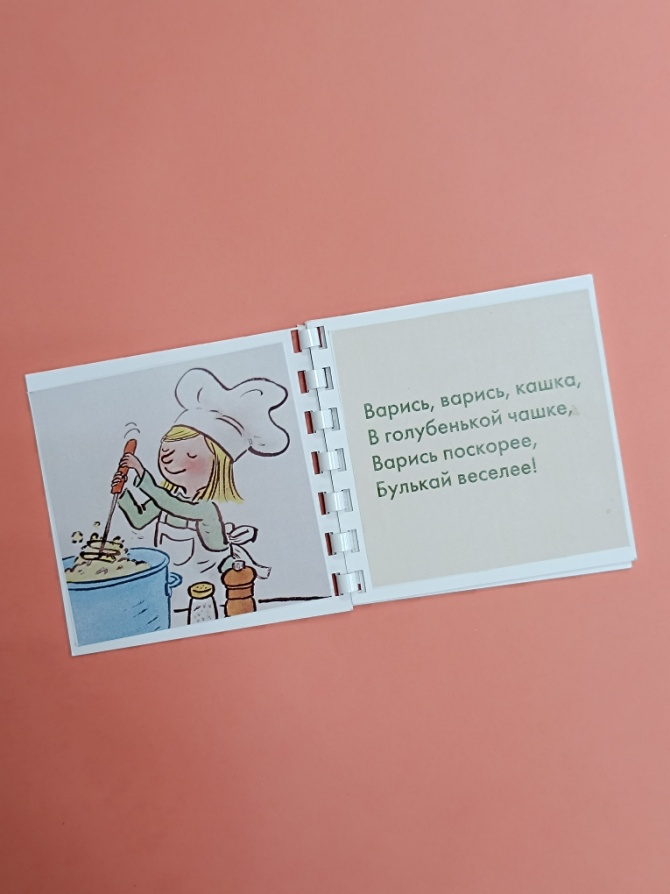 Варись, варись, кашка,
В голубенькой чашке,
Варись поскорее,
Булькай веселее!